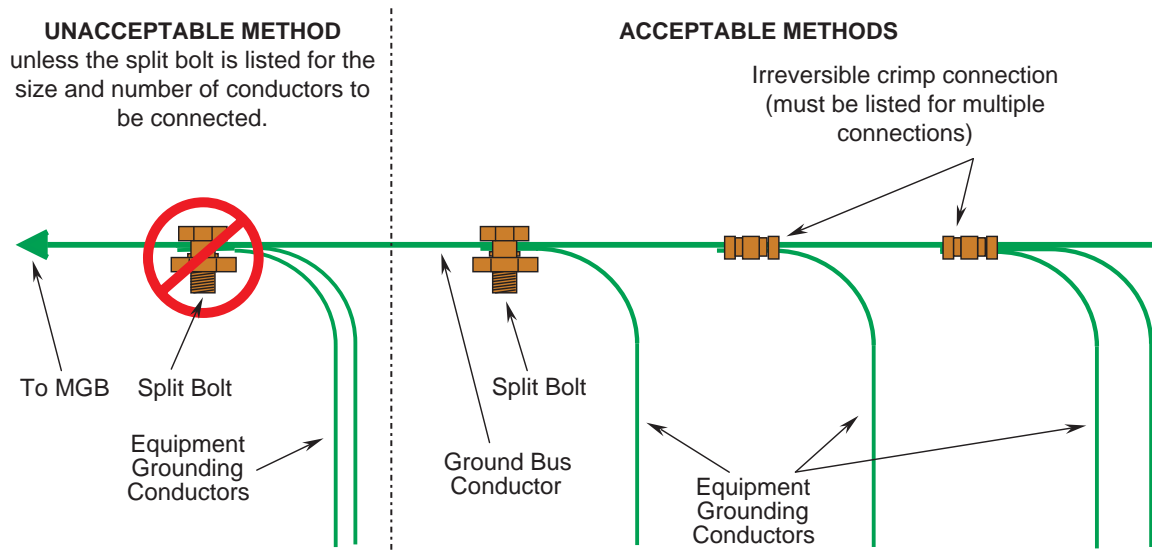 UNACCEPTABLE METHOD
unless the split bolt is listed for the
size and number of conductors to
be connected.
ACCEPTABLE METHODS
Irreversible crimp connection
(must be listed for multiple
connections)
To MGB
Split Bolt
Equipment
Grounding
Conductors
Ground Bus
Conductor
Split Bolt
Equipment
Grounding
Conductors